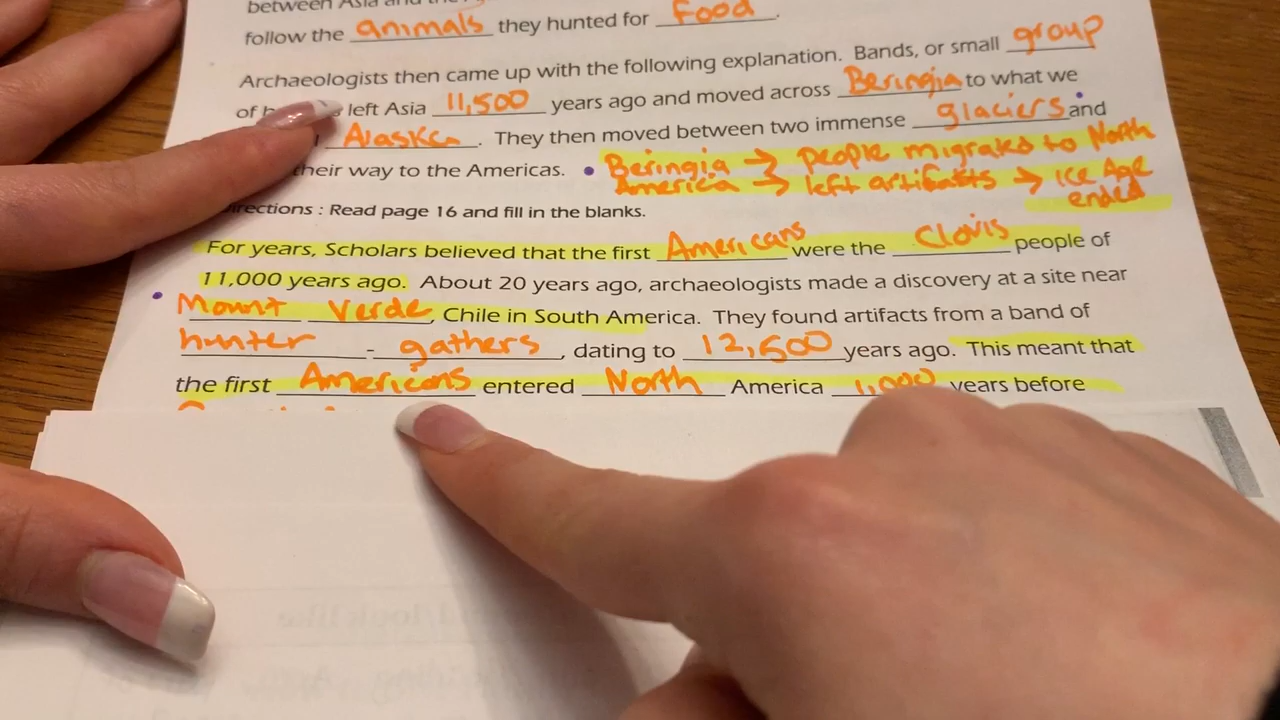 between Asia and the
follow the animals they hunted for food.
Archaeologists then came up with the following explanation. Bands, or small group
of left Asia 11,500 years ago and moved across Beringia to what we
Alaska. They then moved between two immense glaciers and
their way to the Americas. • Beringia → people migrated to North
America → left artifatts → Ice Age
ended
Directions : Read page 16 and fill in the blanks.
For years, Scholars believed that the first Americans were the Clovis people of
11,000 years ago. About 20 years ago, archaeologists made a discovery at a site near
Mount Verde, Chile in South America. They found artifacts from a band of
hunter - gathers, dating to 12,500 years ago. This meant that
the first Americans entered North America 1,000 years before